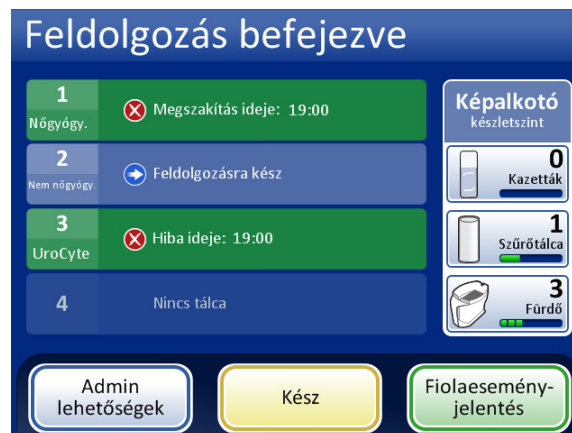 Feldolgozás befejezve
1
Nőgyógy.
Megszakítás ideje: 19:00
2
Nem nőgyógy.
Feldolgozásra kész
3
UroCyte
Hiba ideje: 19:00
4
Nincs tálca
Képalkotó
készletszint
0
Kazetták
1
Szűrőtálca
3
Fürdő
Admin
lehetőségek
Kész
Fiolaesemény-
jelentés